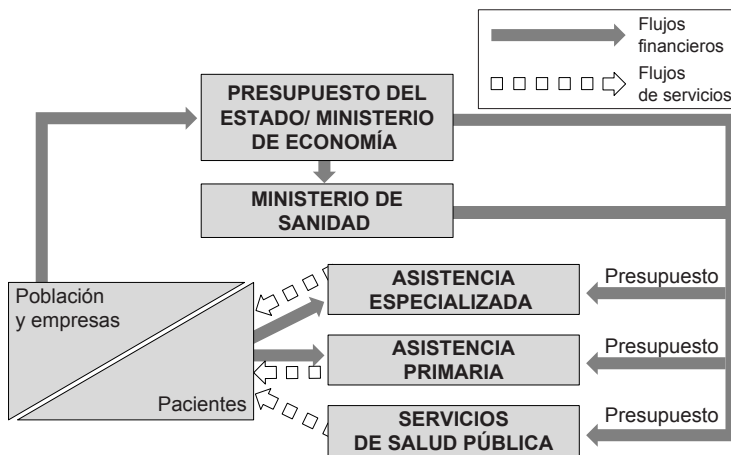 Flujos
financieros
Flujos
de servicios
PRESUPUESTO DEL
ESTADO/ MINISTERIO
DE ECONOMÍA
MINISTERIO DE
SANIDAD
Población
y empresas
Pacientes
ASISTENCIA
ESPECIALIZADA
Presupuesto
ASISTENCIA
PRIMARIA
Presupuesto
SERVICIOS
DE SALUD PÚBLICA
Presupuesto